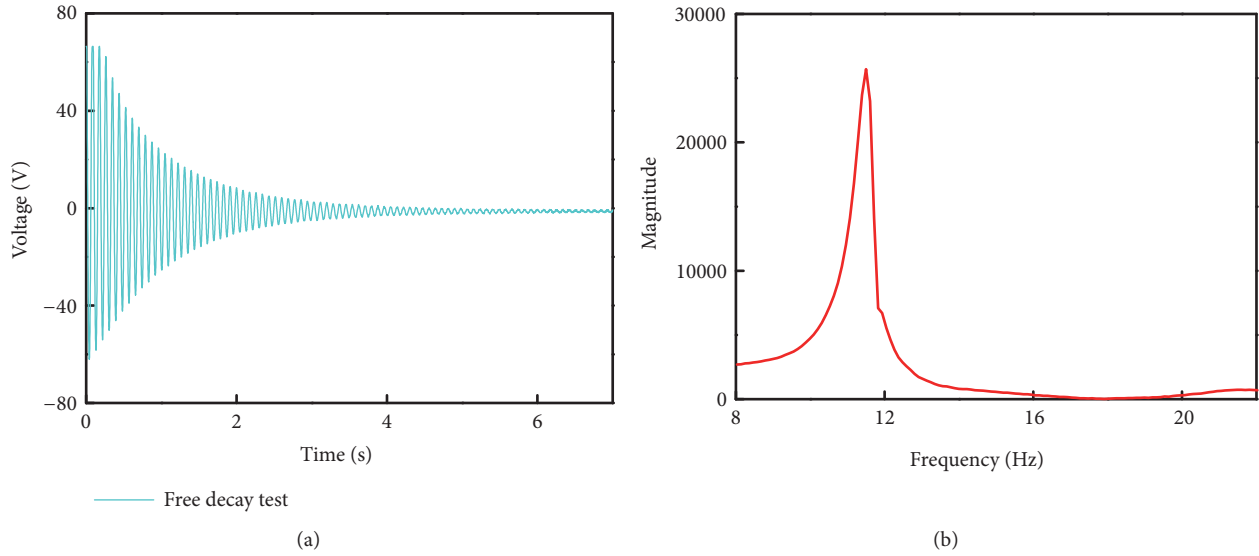 80
40
0
−40
−80
Voltage (V)
0 2 4 6
Time (s)
Free decay test
(a)
30000
20000
10000
0
Magnitude
8 12 16 20
Frequency (Hz)
(b)